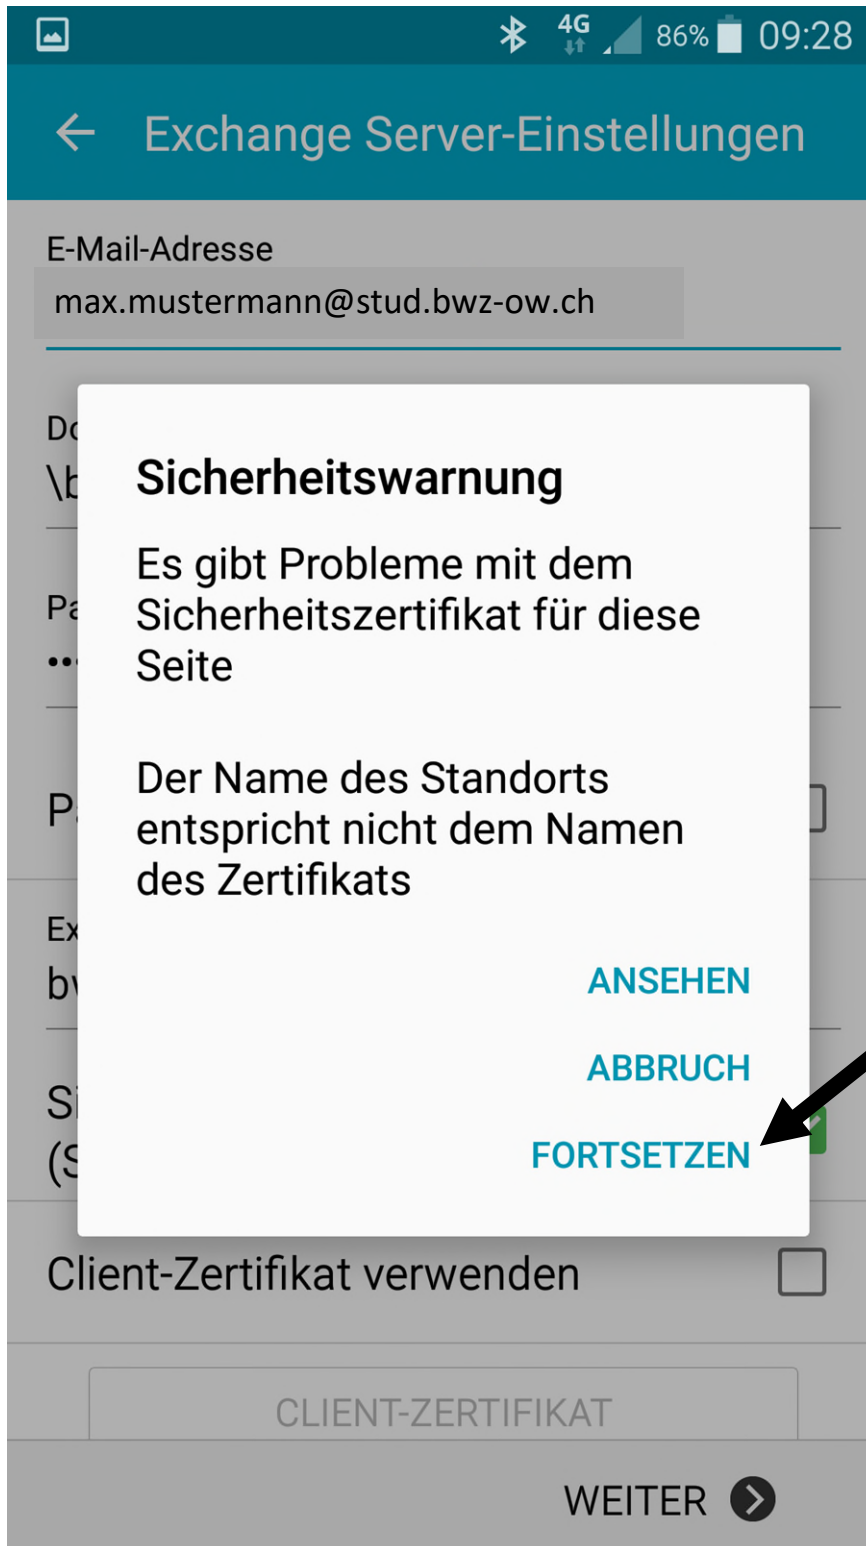 4G 86% 09:28
Exchange Server-Einstellungen
E-Mail-Adresse
max.mustermann@stud.bwz-ow.ch
Sicherheitswarnung
Es gibt Probleme mit dem
Sicherheitszertifikat für diese
Seite
Der Name des Standorts
entspricht nicht dem Namen
des Zertifikats
ANSEHEN
ABBRUCH
FORTSETZEN
Client-Zertifikat verwenden
CLIENT-ZERTIFIKAT
WEITER